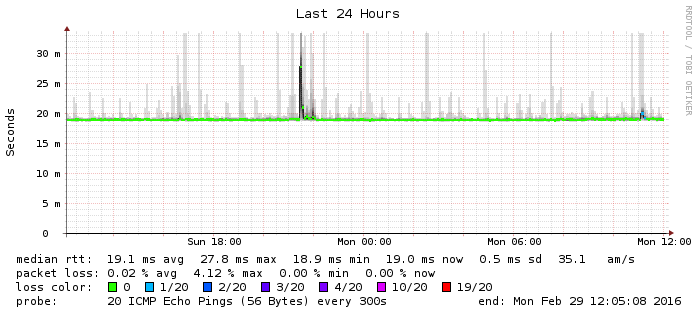 Last 24 Hours
RRDTOOL / TOBI OETIKER
Seconds
30 m
25 m
20 m
15 m
10 m
5 m
0
Sun 18:00 Mon 00:00 Mon 06:00 Mon 12:00
median rtt: 19.1 ms avg 27.8 ms max 18.9 ms min 19.0 ms now 0.5 ms sd 35.1 am/s
packet loss: 0.02 % avg 4.12 % max 0.00 % min 0.00 % now
loss color: 0 1/20 2/20 3/20 4/20 10/20 19/20
probe: 20 ICMP Echo Pings (56 Bytes) every 300s end: Mon Feb 29 12:05:08 2016